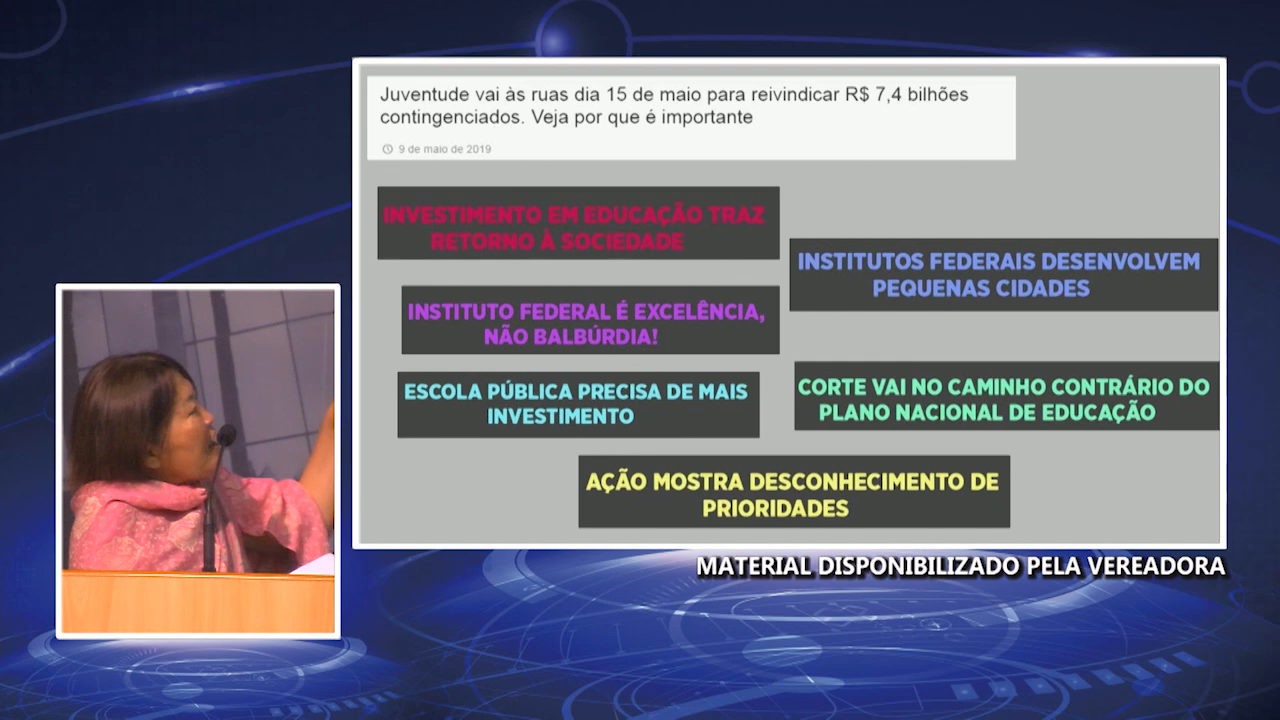 Juventude vai às ruas dia 15 de maio para reivindicar R$ 7,4 bilhões
contingenciados. Veja por que é importante
9 de maio de 2019
INVESTIMENTO EM EDUCAÇÃO TRAZ
RETORNO À SOCIEDADE
INSTITUTOS FEDERAIS DESENVOLVEM
PEQUENAS CIDADES
INSTITUTO FEDERAL É EXCELÊNCIA,
NÃO BALBÚRDIA!
ESCOLA PÚBLICA PRECISA DE MAIS
INVESTIMENTO
CORTE VAI NO CAMINHO CONTRÁRIO DO
PLANO NACIONAL DE EDUCAÇÃO
AÇÃO MOSTRA DESCONHECIMENTO DE
PRIORIDADES
MATERIAL DISPONIBILIZADO PELA VEREADORA